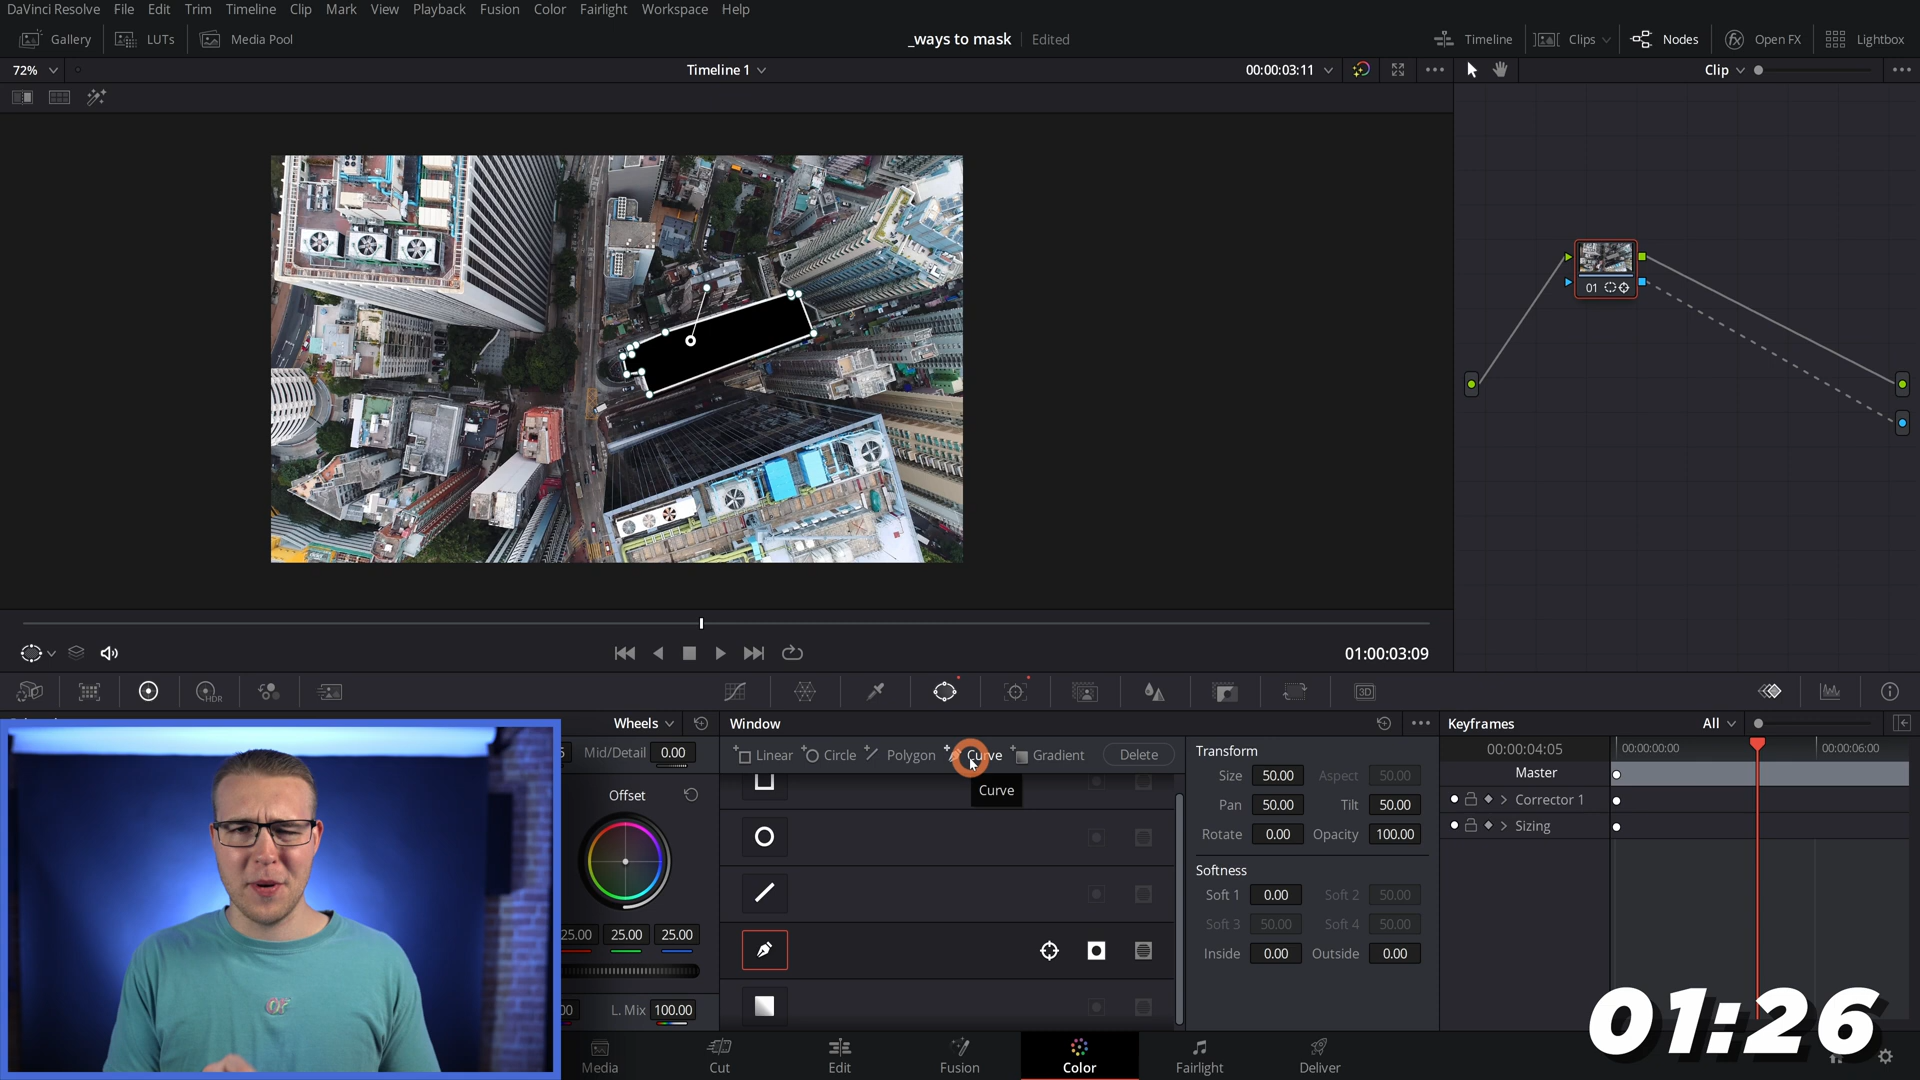 DaVinci Resolve File Edit Trim Timeline Clip Mark View Playback Fusion Color Fairlight Workspace Help
Gallery LUTs Media Pool _ways to mask Edited Timeline Clips Nodes Open FX Lightbox
72% Timeline 1 00:00:03:11 Clip
01
01:00:03:09
HDR 3D
Wheels Window Keyframes All
Mid/Detail 0.00 Linear Circle Polygon Curve Gradient Delete Transform 00:00:04:05 00:00:00:00 00:00:06:00
Size 50.00 Aspect 50.00 Master
Offset Curve Pan 50.00 Tilt 50.00 Corrector 1
Rotate 0.00 Opacity 100.00 Sizing
Softness
Soft 1 0.00 Soft 2 50.00
25.00 25.00 25.00 Soft 3 50.00 Soft 4 50.00
Inside 0.00 Outside 0.00
L. Mix 100.00
01:26
Media Cut Edit Fusion Color Fairlight Deliver